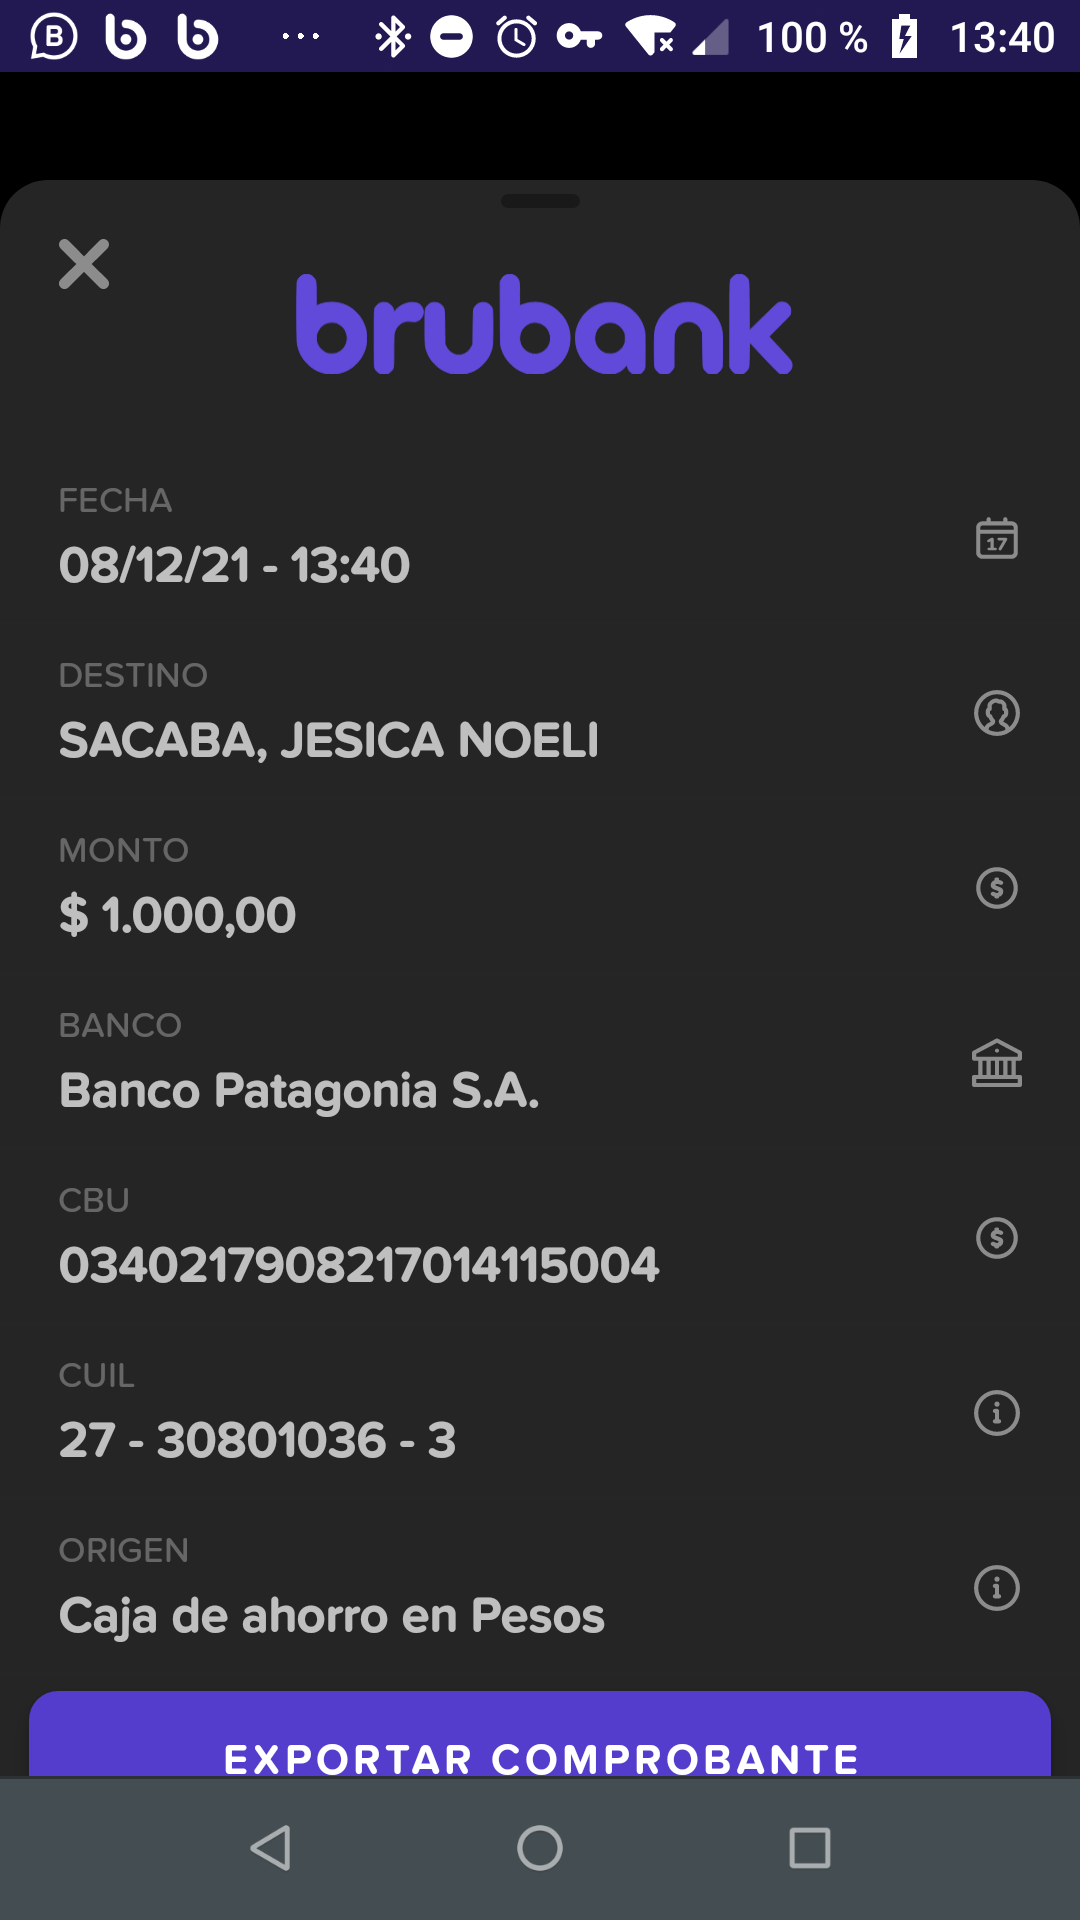 100 % 13:40
brubank
FECHA
08/12/21 - 13:40
17
DESTINO
SACABA, JESICA NOELI
MONTO
$ 1.000,00
BANCO
Banco Patagonia S.A.
CBU
0340217908217014115004
CUIL
27 - 30801036 - 3
ORIGEN
Caja de ahorro en Pesos
EXPORTAR COMPROBANTE